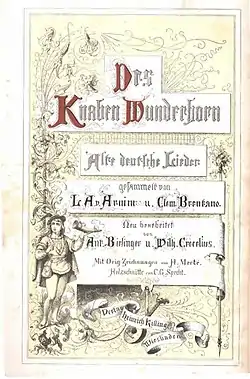 Des
Knaben Wunderhorn
Alte deutsche Lieder
gesammelt von
L. A. v. Arnim u. Clem. Brentano.
Neu bearbeitet
von
Ant. Birlinger u. Wilh. Crecelius.
Mit Orig. Zeichnungen von H. Merté.
Holzschnitte von C. G. Specht.
Verlag
Heinrich Killinger
Wiesbaden